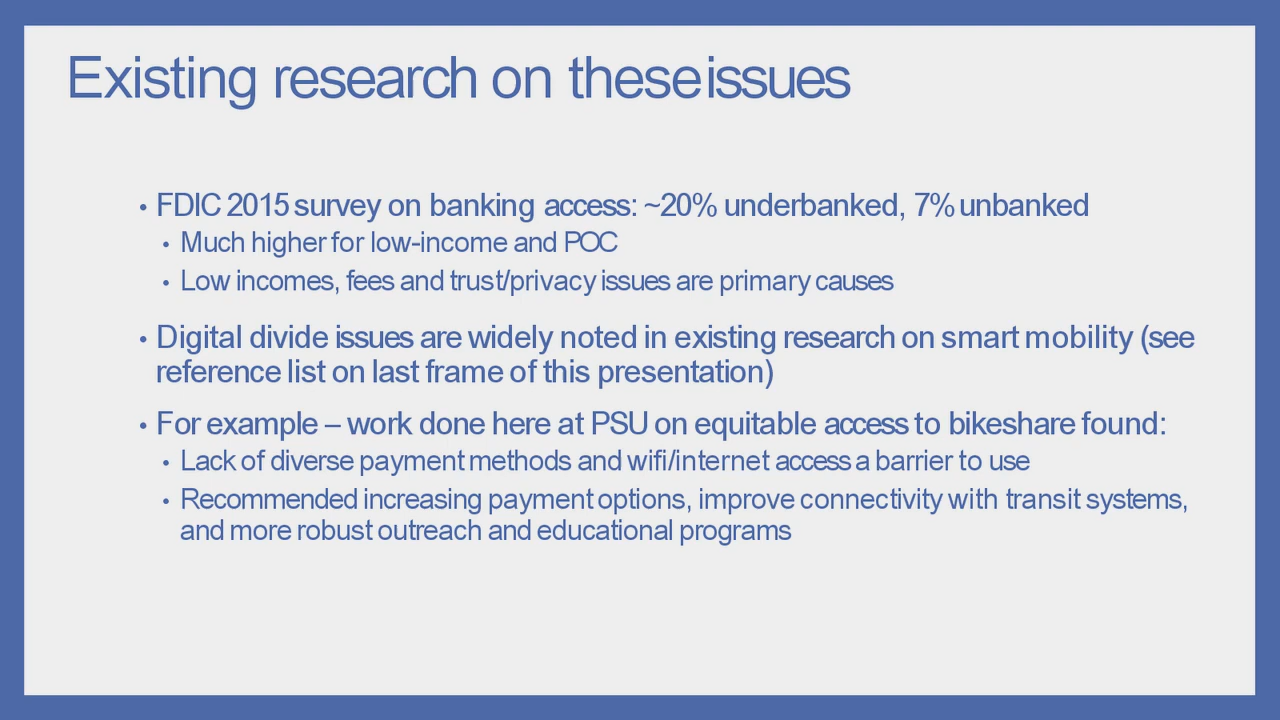 Existing research on these issues
• FDIC 2015 survey on banking access: ~20% underbanked, 7% unbanked
• Much higher for low-income and POC
• Low incomes, fees and trust/privacy issues are primary causes
• Digital divide issues are widely noted in existing research on smart mobility (see
reference list on last frame of this presentation)
• For example – work done here at PSU on equitable access to bikeshare found:
• Lack of diverse payment methods and wifi/internet access a barrier to use
• Recommended increasing payment options, improve connectivity with transit systems,
and more robust outreach and educational programs